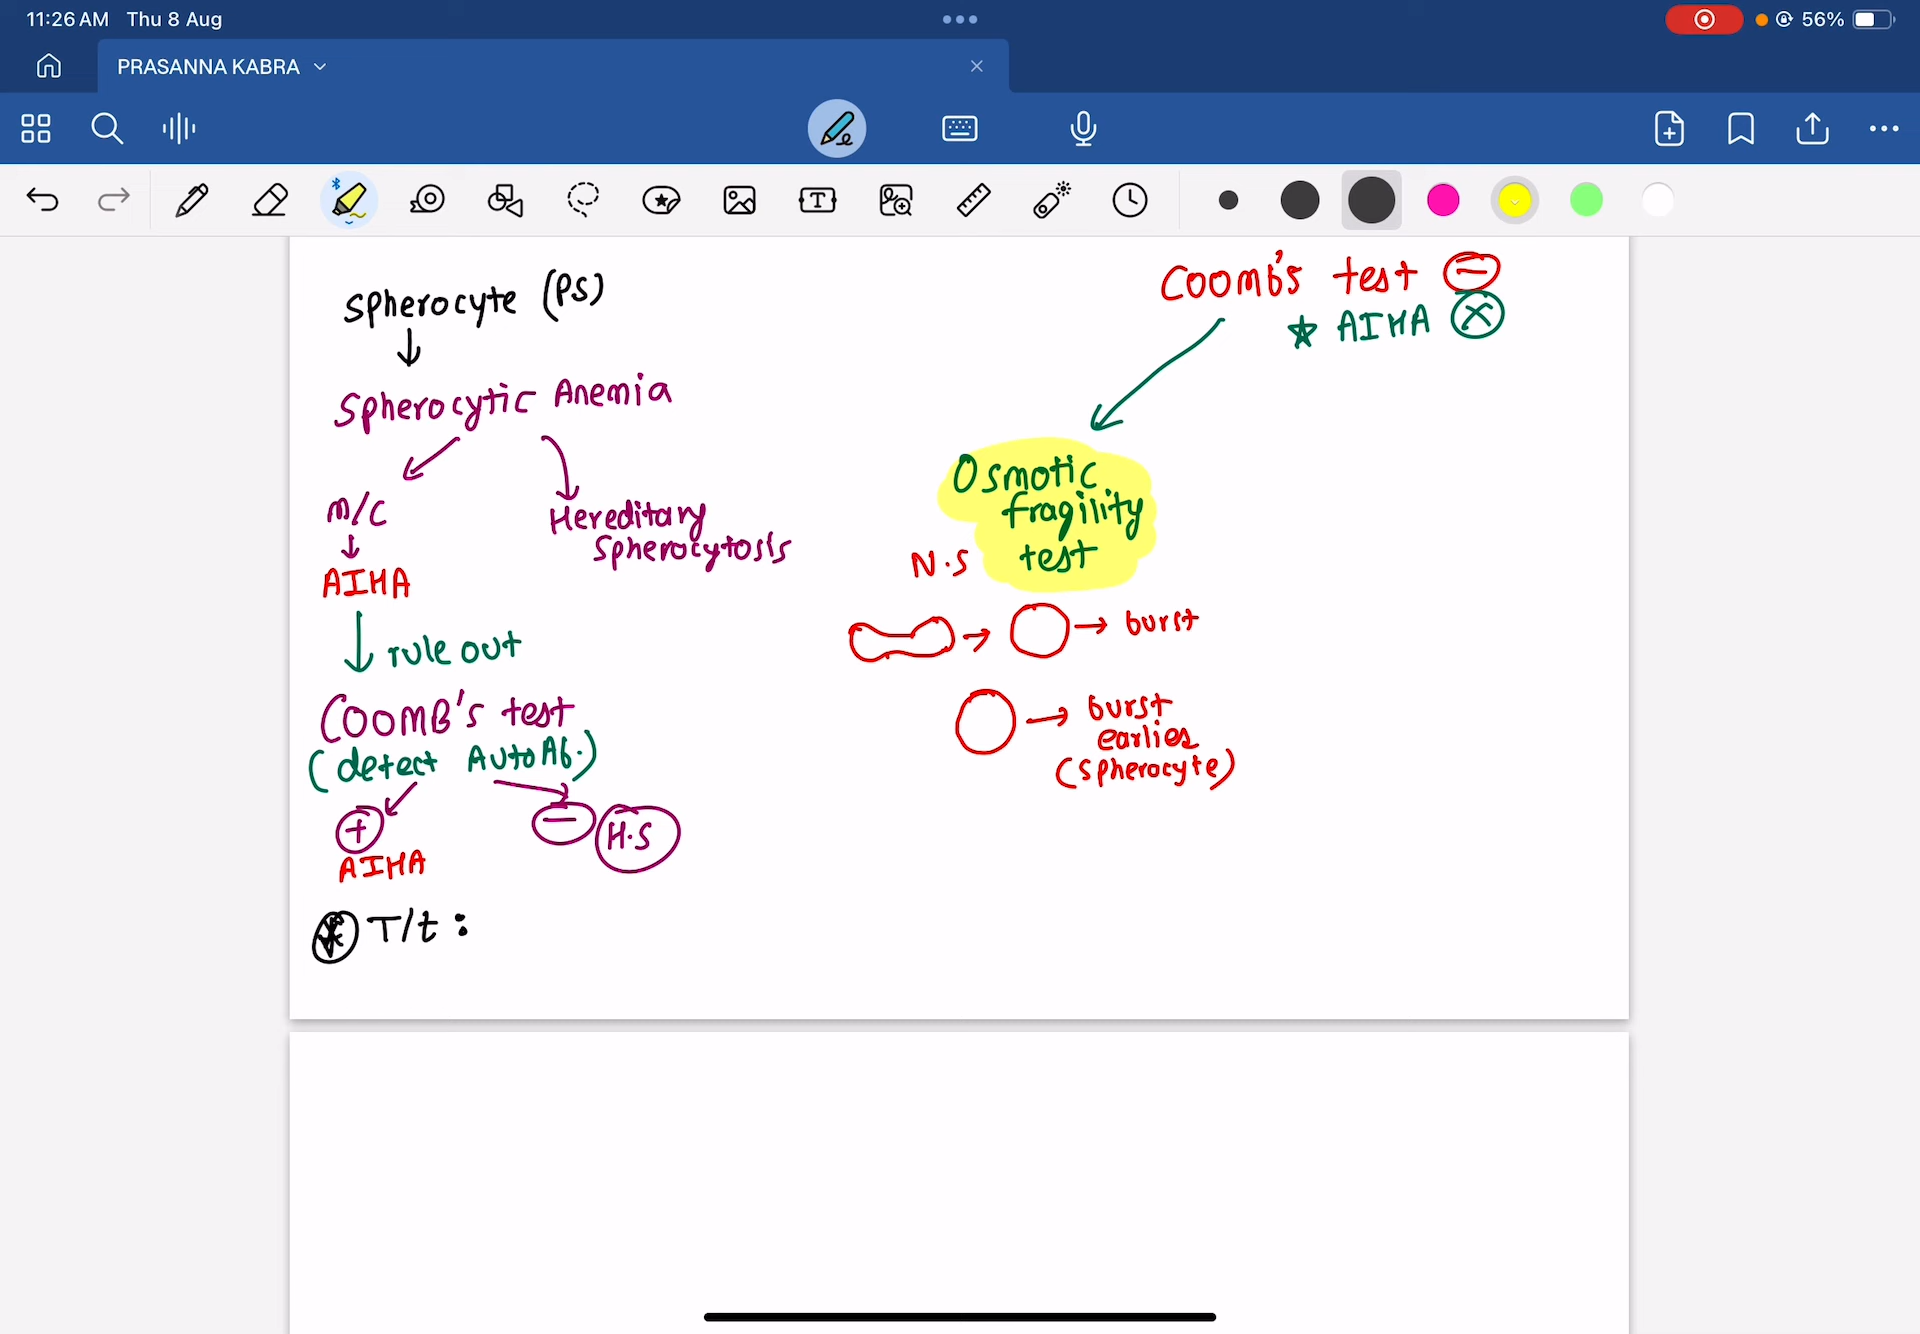 11:26 AM Thu 8 Aug
56%
PRASANNA KABRA
Spherocyte (PS)
Spherocytic Anemia
M/C
Hereditary
Spherocytosis
AIHA
rule out
COOMB's test
(detect AutoAb.)
+
−
H.S
AIHA
T/t :
COOMb's test −
AIHA X
Osmotic
fragility
test
N.S
burst
burst
earlies
(spherocyte)